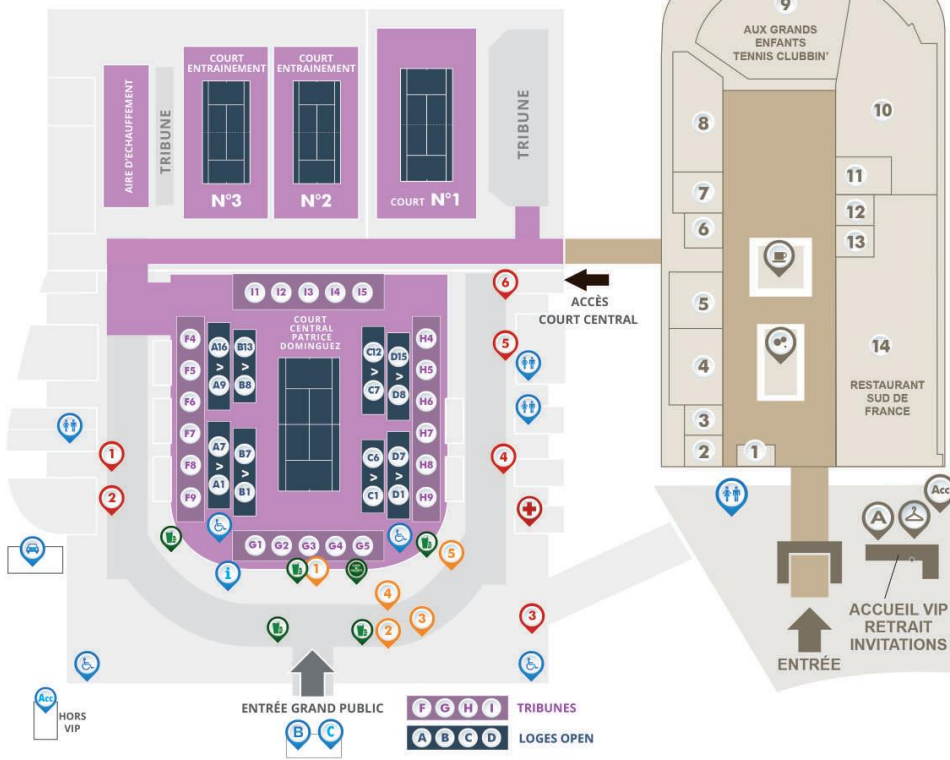 9
AUX GRANDS
ENFANTS
TENNIS CLUBBIN'
COURT
ENTRAINEMENT
COURT
ENTRAINEMENT
AIRE D'ECHAUFFEMENT
TRIBUNE
TRIBUNE
N°3
N°2
COURT N°1
8
10
7
11
6
12
13
5
4
14
RESTAURANT
SUD DE
FRANCE
3
2
1
6
ACCÈS
COURT CENTRAL
5
I1 I2 I3 I4 I5
COURT
CENTRAL
PATRICE
DOMINGUEZ
F4
F5
F6
F7
F8
F9
A16
>
A9
B13
>
B8
A7
>
A1
B7
>
B1
C12
>
C7
D15
>
D8
C6
>
C1
D7
>
D1
H4
H5
H6
H7
H8
H9
G1 G2 G3 G4 G5
1
2
4
i
1
5
4
3
2
3
Acc
A
ACCUEIL VIP
RETRAIT
INVITATIONS
ENTRÉE
Acc
HORS
VIP
ENTRÉE GRAND PUBLIC
B C
F G H I TRIBUNES
A B C D LOGES OPEN